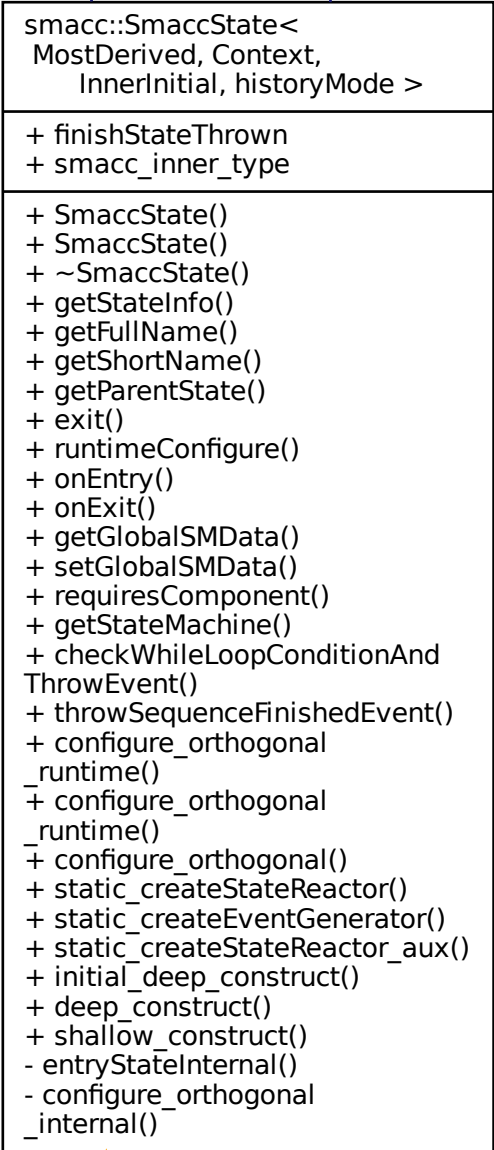 smacc::SmaccState<
MostDerived, Context,
InnerInitial, historyMode >
+ finishStateThrown
+ smacc_inner_type
+ SmaccState()
+ SmaccState()
+ ~SmaccState()
+ getStateInfo()
+ getFullName()
+ getShortName()
+ getParentState()
+ exit()
+ runtimeConfigure()
+ onEntry()
+ onExit()
+ getGlobalSMData()
+ setGlobalSMData()
+ requiresComponent()
+ getStateMachine()
+ checkWhileLoopConditionAnd
ThrowEvent()
+ throwSequenceFinishedEvent()
+ configure_orthogonal
_runtime()
+ configure_orthogonal
_runtime()
+ configure_orthogonal()
+ static_createStateReactor()
+ static_createEventGenerator()
+ static_createStateReactor_aux()
+ initial_deep_construct()
+ deep_construct()
+ shallow_construct()
- entryStateInternal()
- configure_orthogonal
_internal()